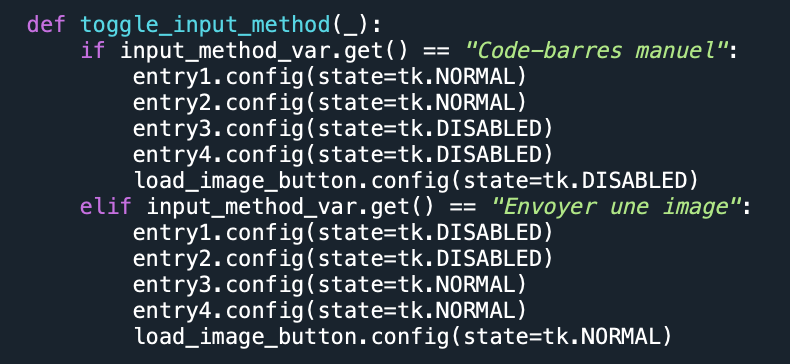 def toggle_input_method(_):
    if input_method_var.get() == "Code-barres manuel":
        entry1.config(state=tk.NORMAL)
        entry2.config(state=tk.NORMAL)
        entry3.config(state=tk.DISABLED)
        entry4.config(state=tk.DISABLED)
        load_image_button.config(state=tk.DISABLED)
    elif input_method_var.get() == "Envoyer une image":
        entry1.config(state=tk.DISABLED)
        entry2.config(state=tk.DISABLED)
        entry3.config(state=tk.NORMAL)
        entry4.config(state=tk.NORMAL)
        load_image_button.config(state=tk.NORMAL)